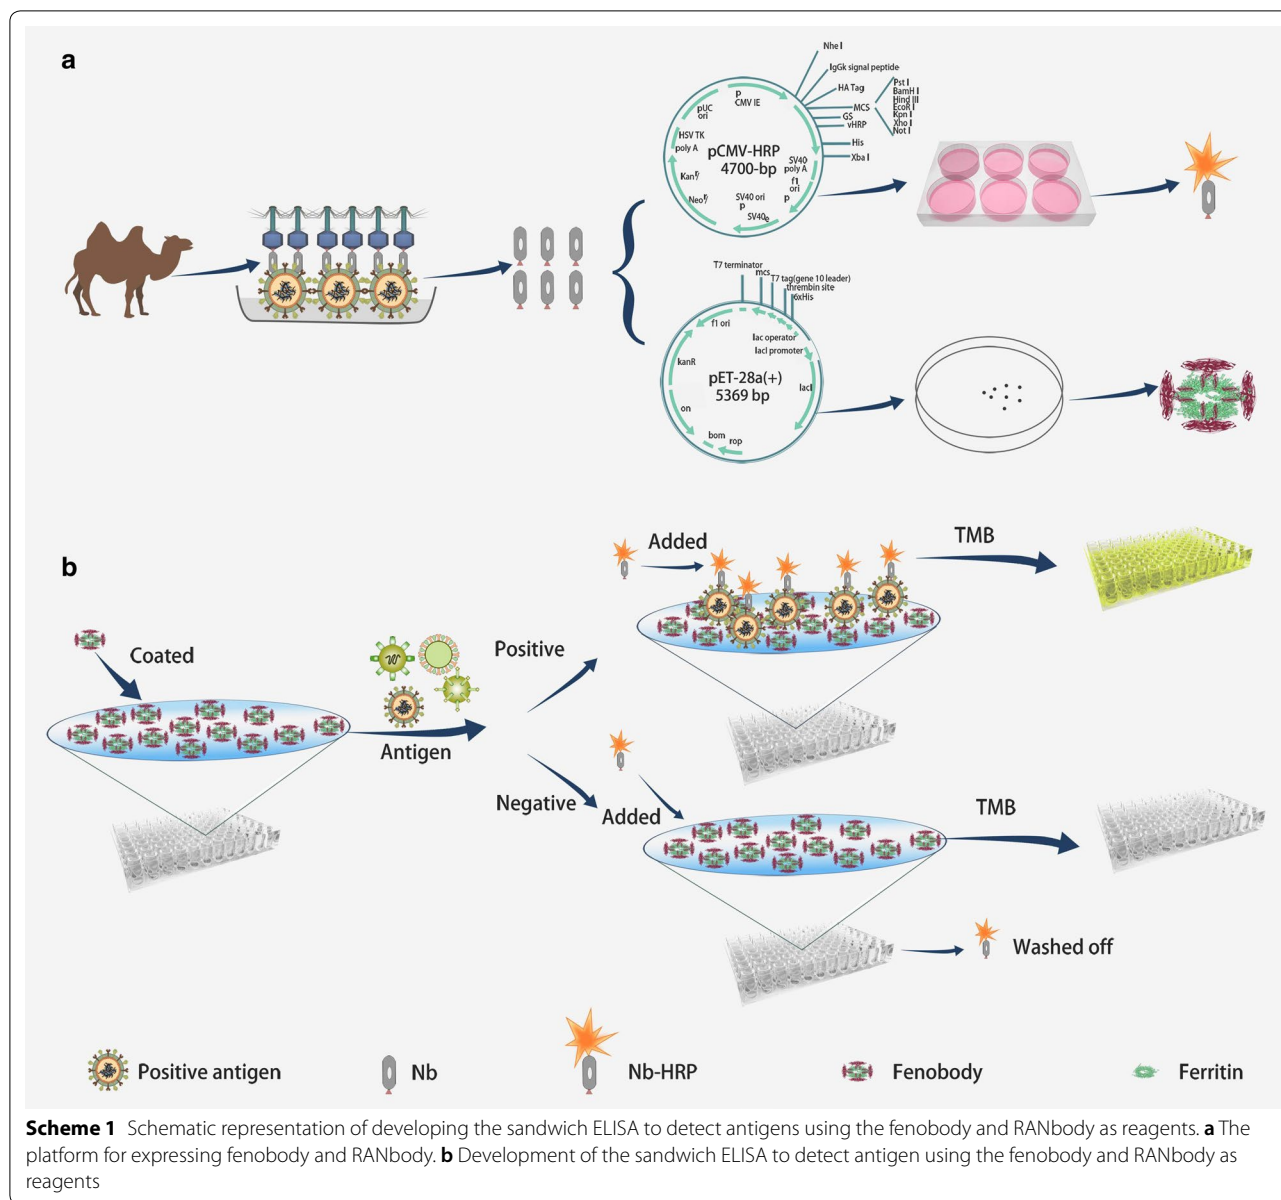 a
Nhe I
IgGk signal peptide
HA Tag
MCS
GS
vHRP
His
Xba I
Pst I
BamH I
Hind III
EcoR I
Kpn I
Xho I
Not I
p
CMV IE
pUC
ori
HSV TK
poly A
pCMV-HRP
4700-bp
Kan r/
Neo r/
SV40
poly A
f1
ori
p
SV40 ori
p
SV40e
T7 terminator
mcs
T7 tag(gene 10 leader)
thrembin site
6xHis
f1 ori
lac operator
lacI promoter
kanR
pET-28a(+)
5369 bp
lacI
on
bom
rop
b
Coated
Antigen
Positive
Negative
Added
TMB
Added
TMB
Washed off
Positive antigen
Nb
Nb-HRP
Fenobody
Ferritin
Scheme 1 Schematic representation of developing the sandwich ELISA to detect antigens using the fenobody and RANbody as reagents. a The
platform for expressing fenobody and RANbody. b Development of the sandwich ELISA to detect antigen using the fenobody and RANbody as
reagents